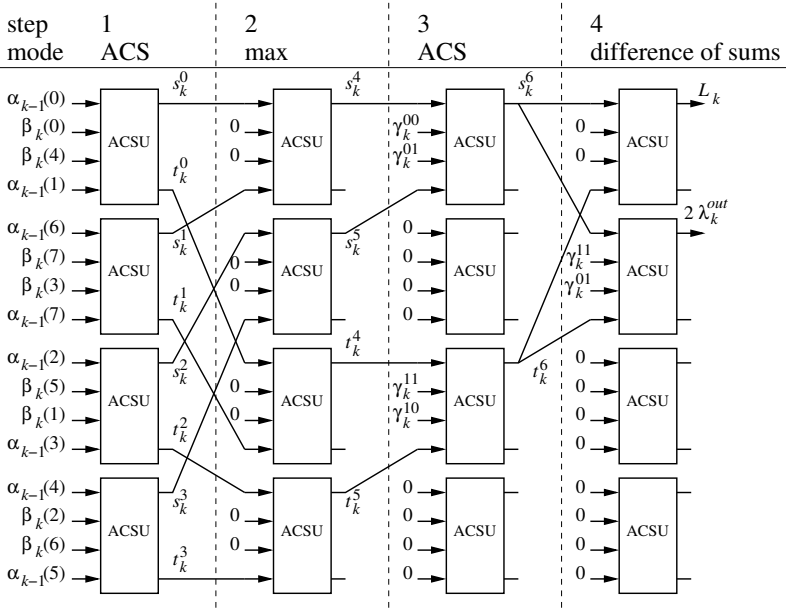 step 1 2 3 4
mode ACS max ACS difference of sums
α_{k−1}(0) s_k^0 s_k^4 s_k^6 L_k
β_k(0) ACSU 0 ACSU γ_k^{00} ACSU 0 ACSU
β_k(4) 0 γ_k^{01} 0
α_{k−1}(1) t_k^0
α_{k−1}(6) s_k^1 s_k^5 0 2 λ_k^{out}
β_k(7) ACSU 0 ACSU 0 ACSU γ_k^{11} ACSU
β_k(3) 0 0 γ_k^{01}
α_{k−1}(7) t_k^1 0
α_{k−1}(2) s_k^2 t_k^4 t_k^6 0
β_k(5) ACSU 0 ACSU γ_k^{11} ACSU 0 ACSU
β_k(1) 0 γ_k^{10} 0
α_{k−1}(3) t_k^2 0
α_{k−1}(4) s_k^3 t_k^5 0 0
β_k(2) ACSU 0 ACSU 0 ACSU 0 ACSU
β_k(6) 0 0 0
α_{k−1}(5) t_k^3 0 0